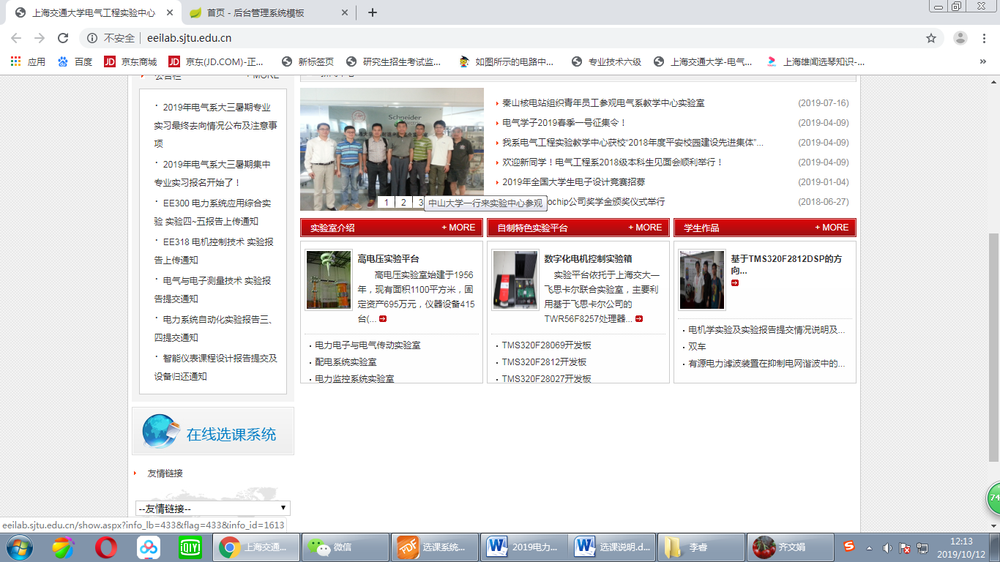 上海交通大学电气工程实验中心
首页 - 后台管理系统模板
不安全
eeilab.sjtu.edu.cn
应用
百度
京东商城
京东(JD.COM)-正...
新标签页
研究生招生考试监...
如图所示的电路中...
专业技术六级
上海交通大学-电气...
上海雄闻选琴知识-...
»
公告栏
+ MORE
2019年电气系大三暑期专业
实习最终去向情况公布及注意事
项
2019年电气系大三暑期集中
专业实习报名开始了！
EE300 电力系统应用综合实
验 实验四~五报告上传通知
EE318 电机控制技术 实验报
告上传通知
电气与电子测量技术 实验报
告提交通知
电力系统自动化实验报告三、
四提交通知
智能仪表课程设计报告提交及
设备归还通知
在线选课系统
友情链接
--友情链接--
Schneider
1 2 3
中山大学一行来实验中心参观
秦山核电站组织青年员工参观电气系教学中心实验室 (2019-07-16)
电气学子2019春季一号征集令！ (2019-04-09)
我系电气工程实验教学中心获校“2018年度平安校园建设先进集体”... (2019-04-09)
欢迎新同学！电气工程系2018级本科生见面会顺利举行！ (2019-04-09)
2019年全国大学生电子设计竞赛招募 (2019-01-04)
ochip公司奖学金颁奖仪式举行 (2018-06-27)
实验室介绍 + MORE
高电压实验平台
高电压实验室始建于1956
年，现有面积1100平方米，固
定资产695万元，仪器设备415
台(...
电力电子与电气传动实验室
配电系统实验室
电力监控系统实验室
自制特色实验平台 + MORE
数字化电机控制实验箱
实验平台依托于上海交大—
飞思卡尔联合实验室，主要利
用基于飞思卡尔公司的
TWR56F8257处理器...
TMS320F28069开发板
TMS320F2812开发板
TMS320F28027开发板
学生作品 + MORE
基于TMS320F2812DSP的方
向...
电机学实验及实验报告提交情况说明及...
双车
有源电力滤波装置在抑制电网谐波中的...
74
eeilab.sjtu.edu.cn/show.aspx?info_lb=433&flag=433&info_id=1613
iQIYI
上海交通...
微信
PDF
选课系统...
2019电力...
选课说明.d...
李睿
齐文娟
12:13
2019/10/12